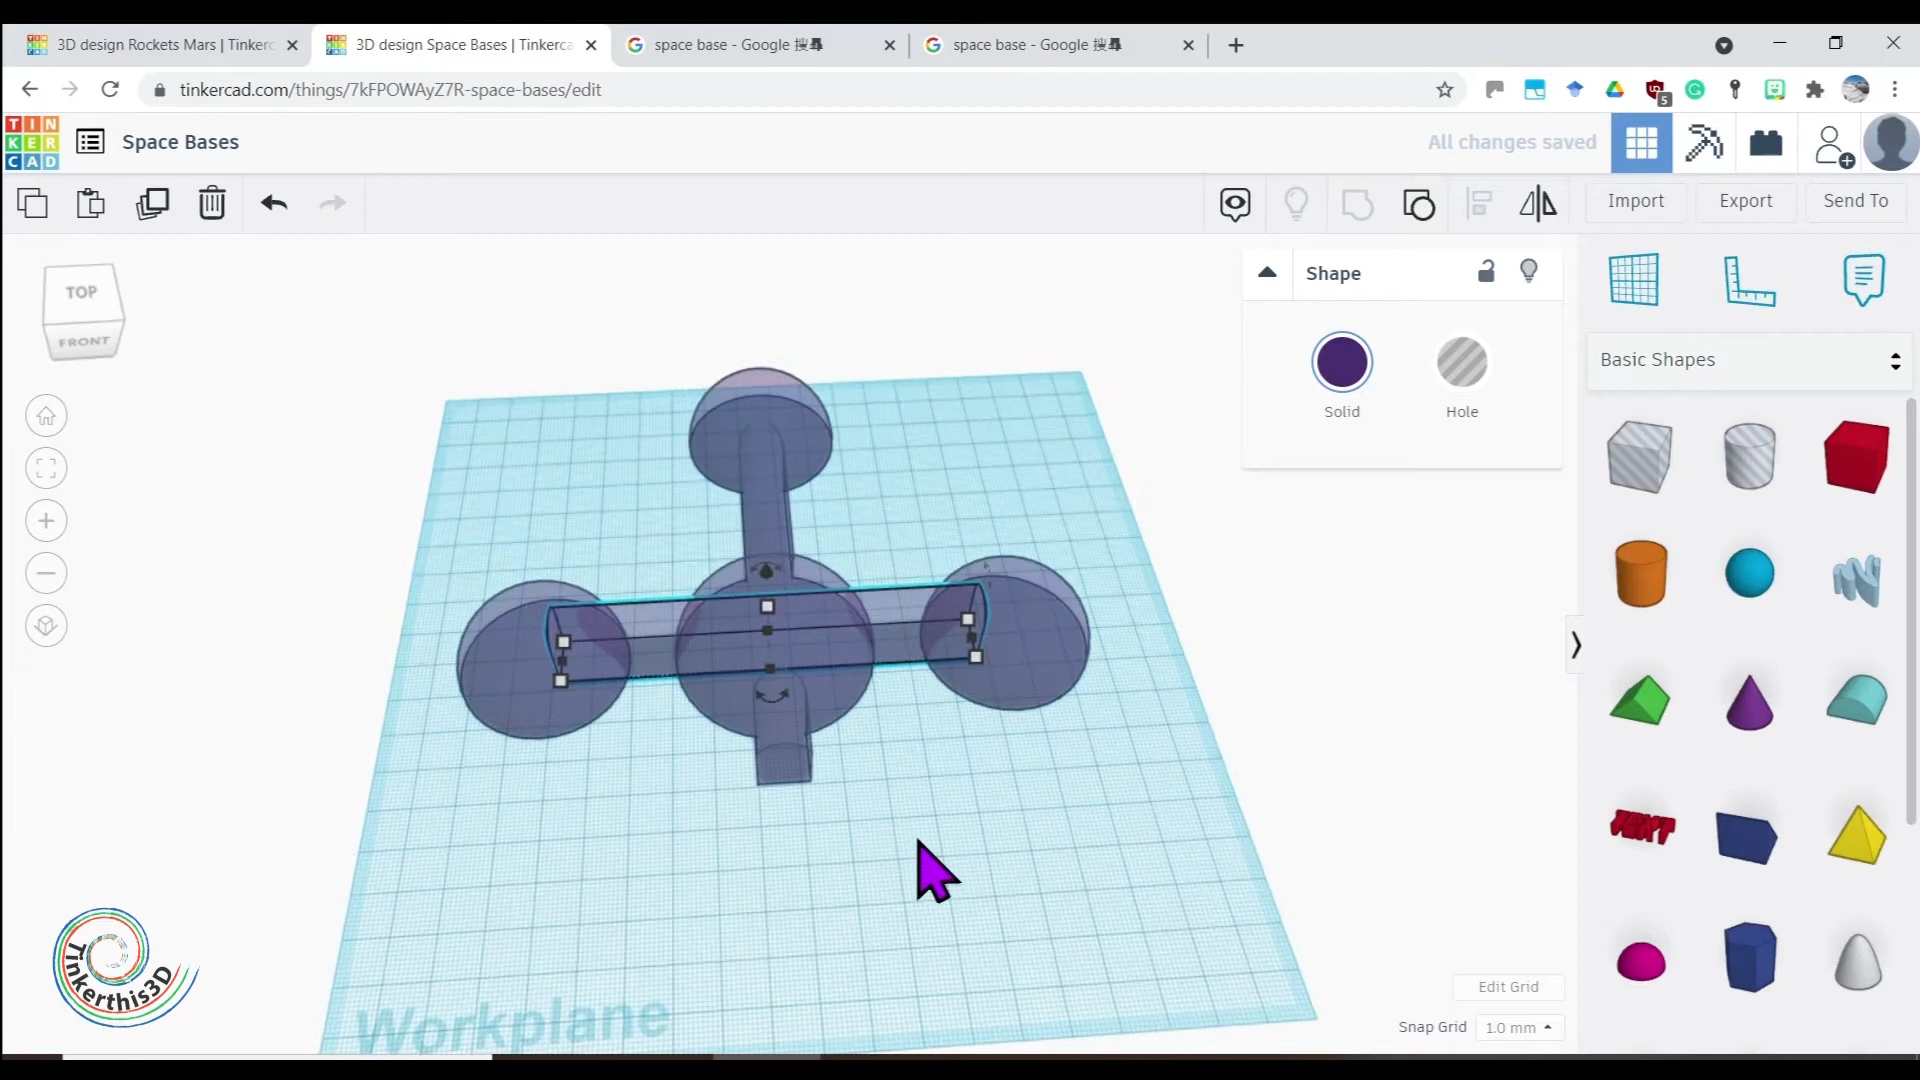 3D design Rockets Mars | Tinkerc
3D design Space Bases | Tinkerca
space base - Google 搜尋
space base - Google 搜尋
tinkercad.com/things/7kFPOWAyZ7R-space-bases/edit
5
TIN
KER
CAD
Space Bases
All changes saved
Import
Export
Send To
TOP
FRONT
Shape
Solid
Hole
Basic Shapes
TEXT
Workplane
Tinkerthis3D
Edit Grid
Snap Grid
1.0 mm